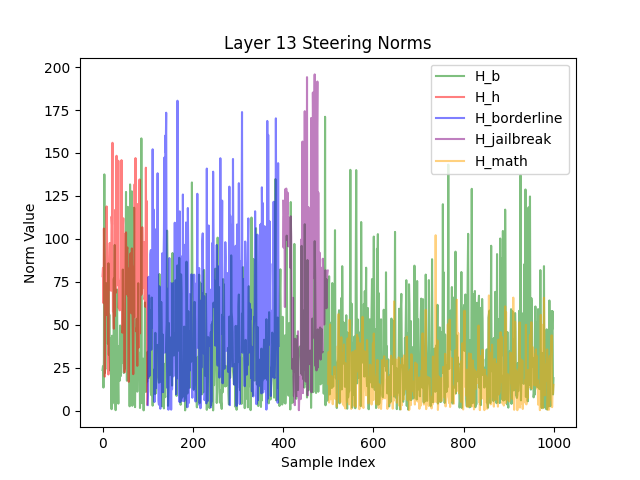 Layer 13 Steering Norms
H_b
H_h
H_borderline
H_jailbreak
H_math
Norm Value
200
175
150
125
100
75
50
25
0
0
200
400
600
800
1000
Sample Index